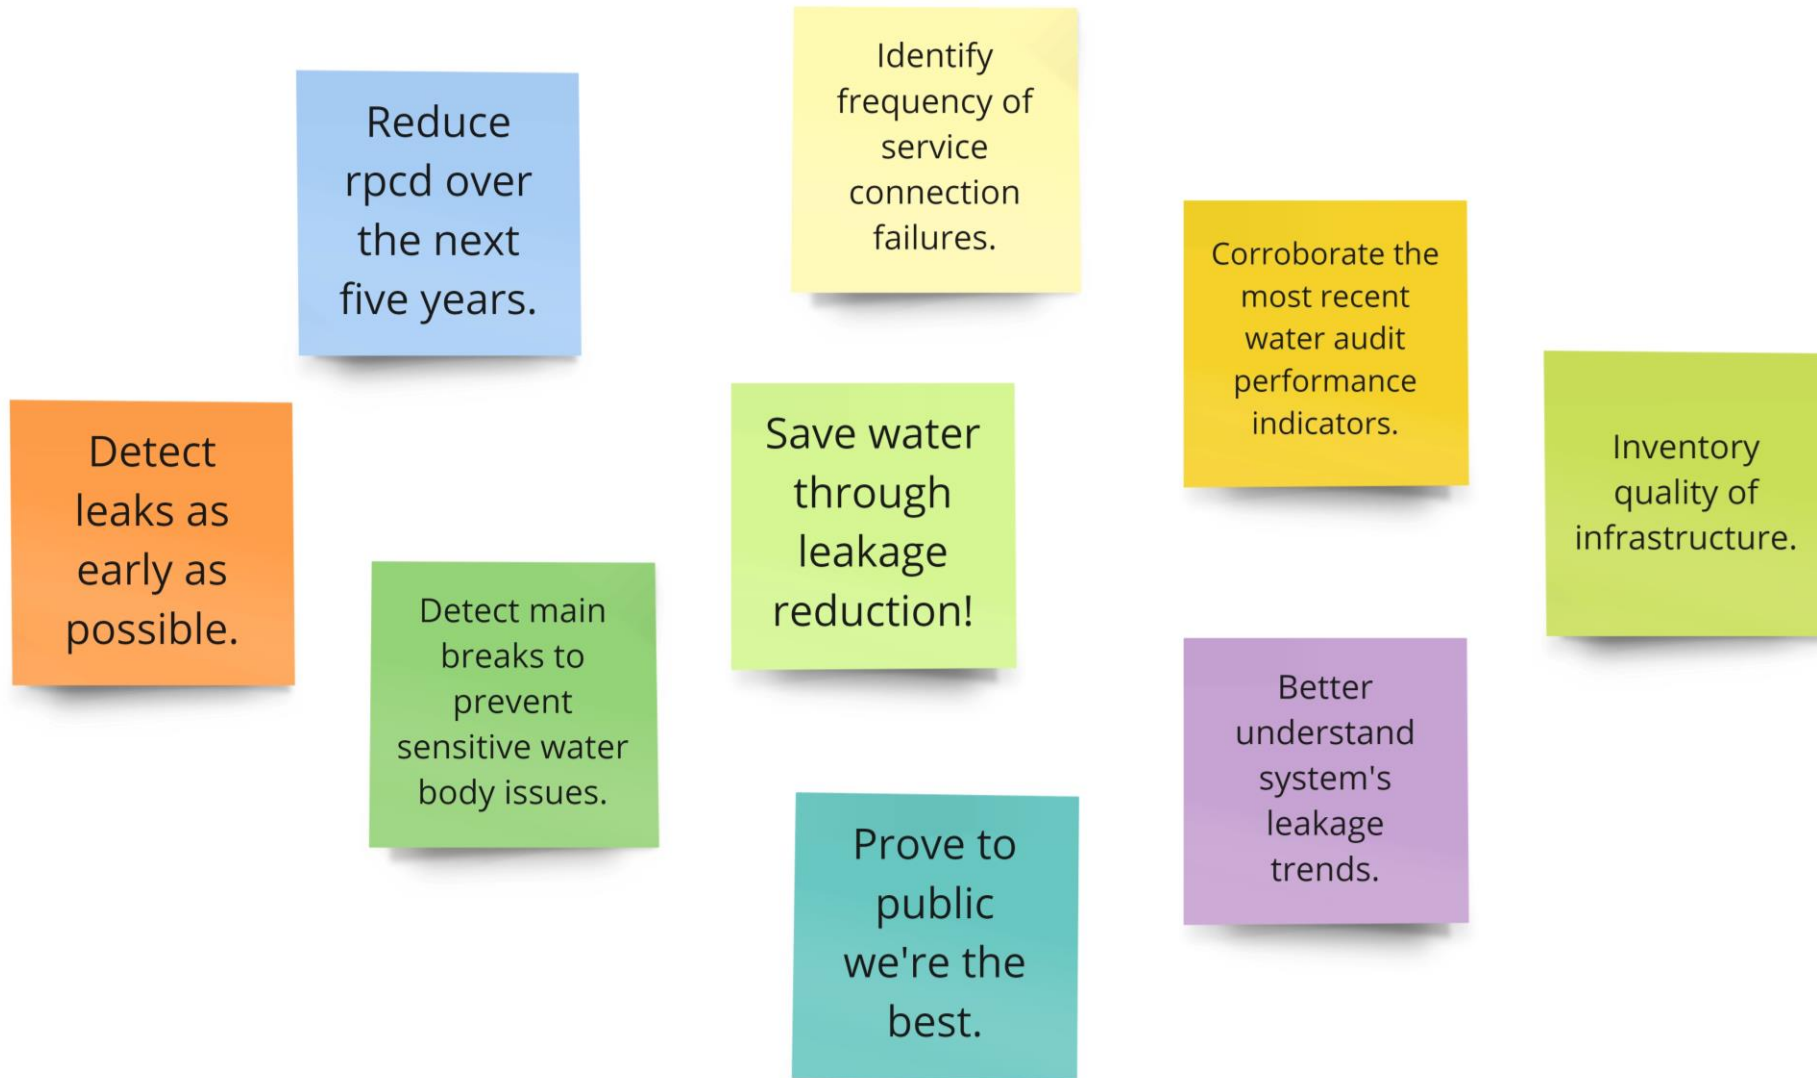 Identify
frequency of
service
connection
failures.
Reduce
rpcd over
the next
five years.
Corroborate the
most recent
water audit
performance
indicators.
Inventory
quality of
infrastructure.
Detect
leaks as
early as
possible.
Save water
through
leakage
reduction!
Detect main
breaks to
prevent
sensitive water
body issues.
Better
understand
system's
leakage
trends.
Prove to
public
we're the
best.